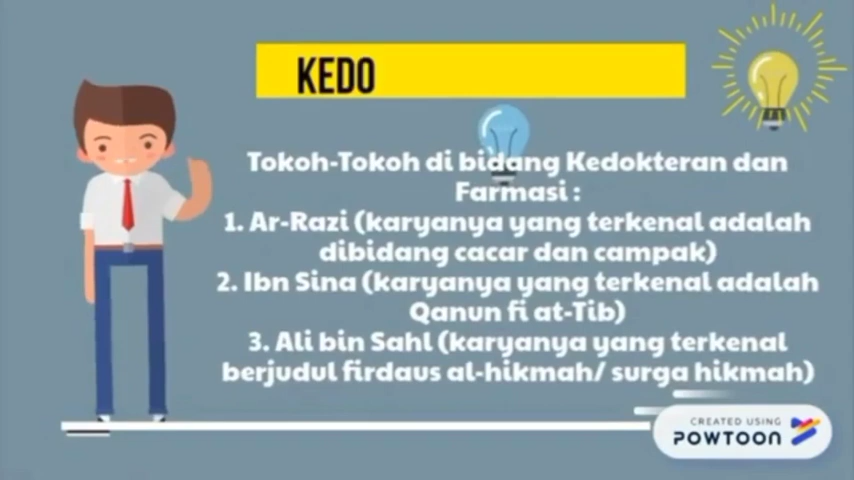 KEDO
Tokoh-Tokoh di bidang Kedokteran dan
Farmasi :
1. Ar-Razi (karyanya yang terkenal adalah
dibidang cacar dan campak)
2. Ibn Sina (karyanya yang terkenal adalah
Qanun fi at-Tib)
3. Ali bin Sahl (karyanya yang terkenal
berjudul firdaus al-hikmah/ surga hikmah)
CREATED USING
POWTOON